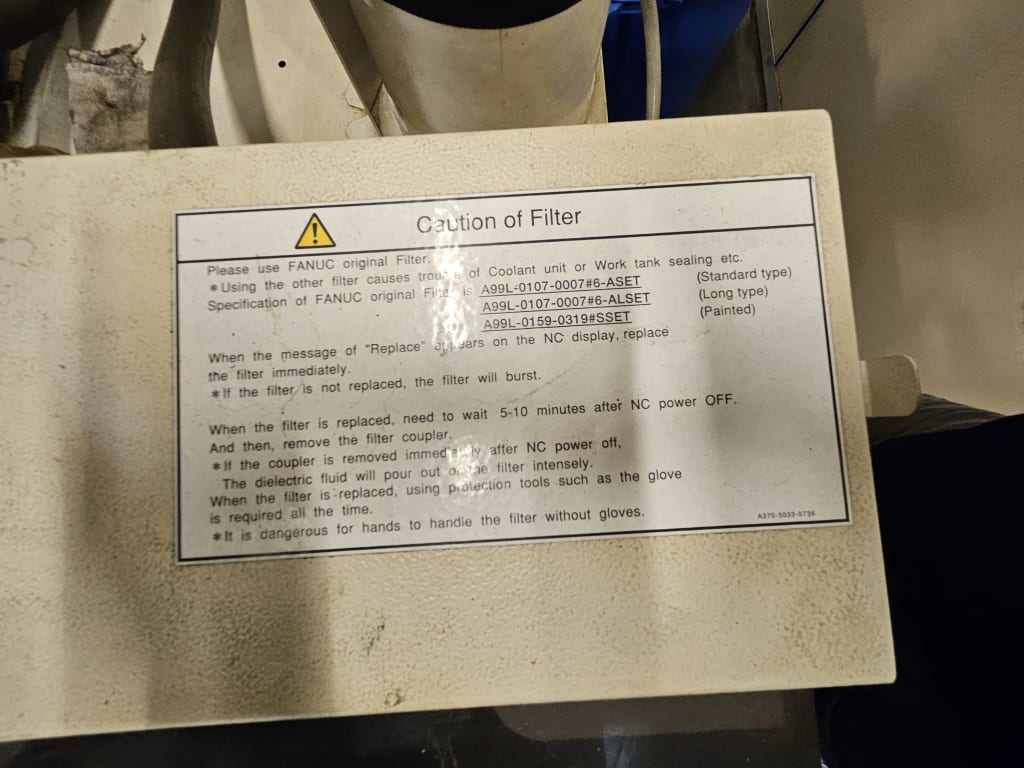 Caution of Filter
Please use FANUC original Filter.
*Using the other filter causes trouble of Coolant unit or Work tank sealing etc.
Specification of FANUC original Filter is A99L-0107-0007#6-ASET (Standard type)
A99L-0107-0007#6-ALSET (Long type)
A99L-0159-0319#SSET (Painted)
When the message of "Replace" appears on the NC display, replace
the filter immediately.
*If the filter is not replaced, the filter will burst.
When the filter is replaced, need to wait 5-10 minutes after NC power OFF.
And then, remove the filter coupler.
*If the coupler is removed immediately after NC power off,
The dielectric fluid will pour out of the filter intensely.
When the filter is replaced, using protection tools such as the glove
is required all the time.
*It is dangerous for hands to handle the filter without gloves.
A370-3033-0736